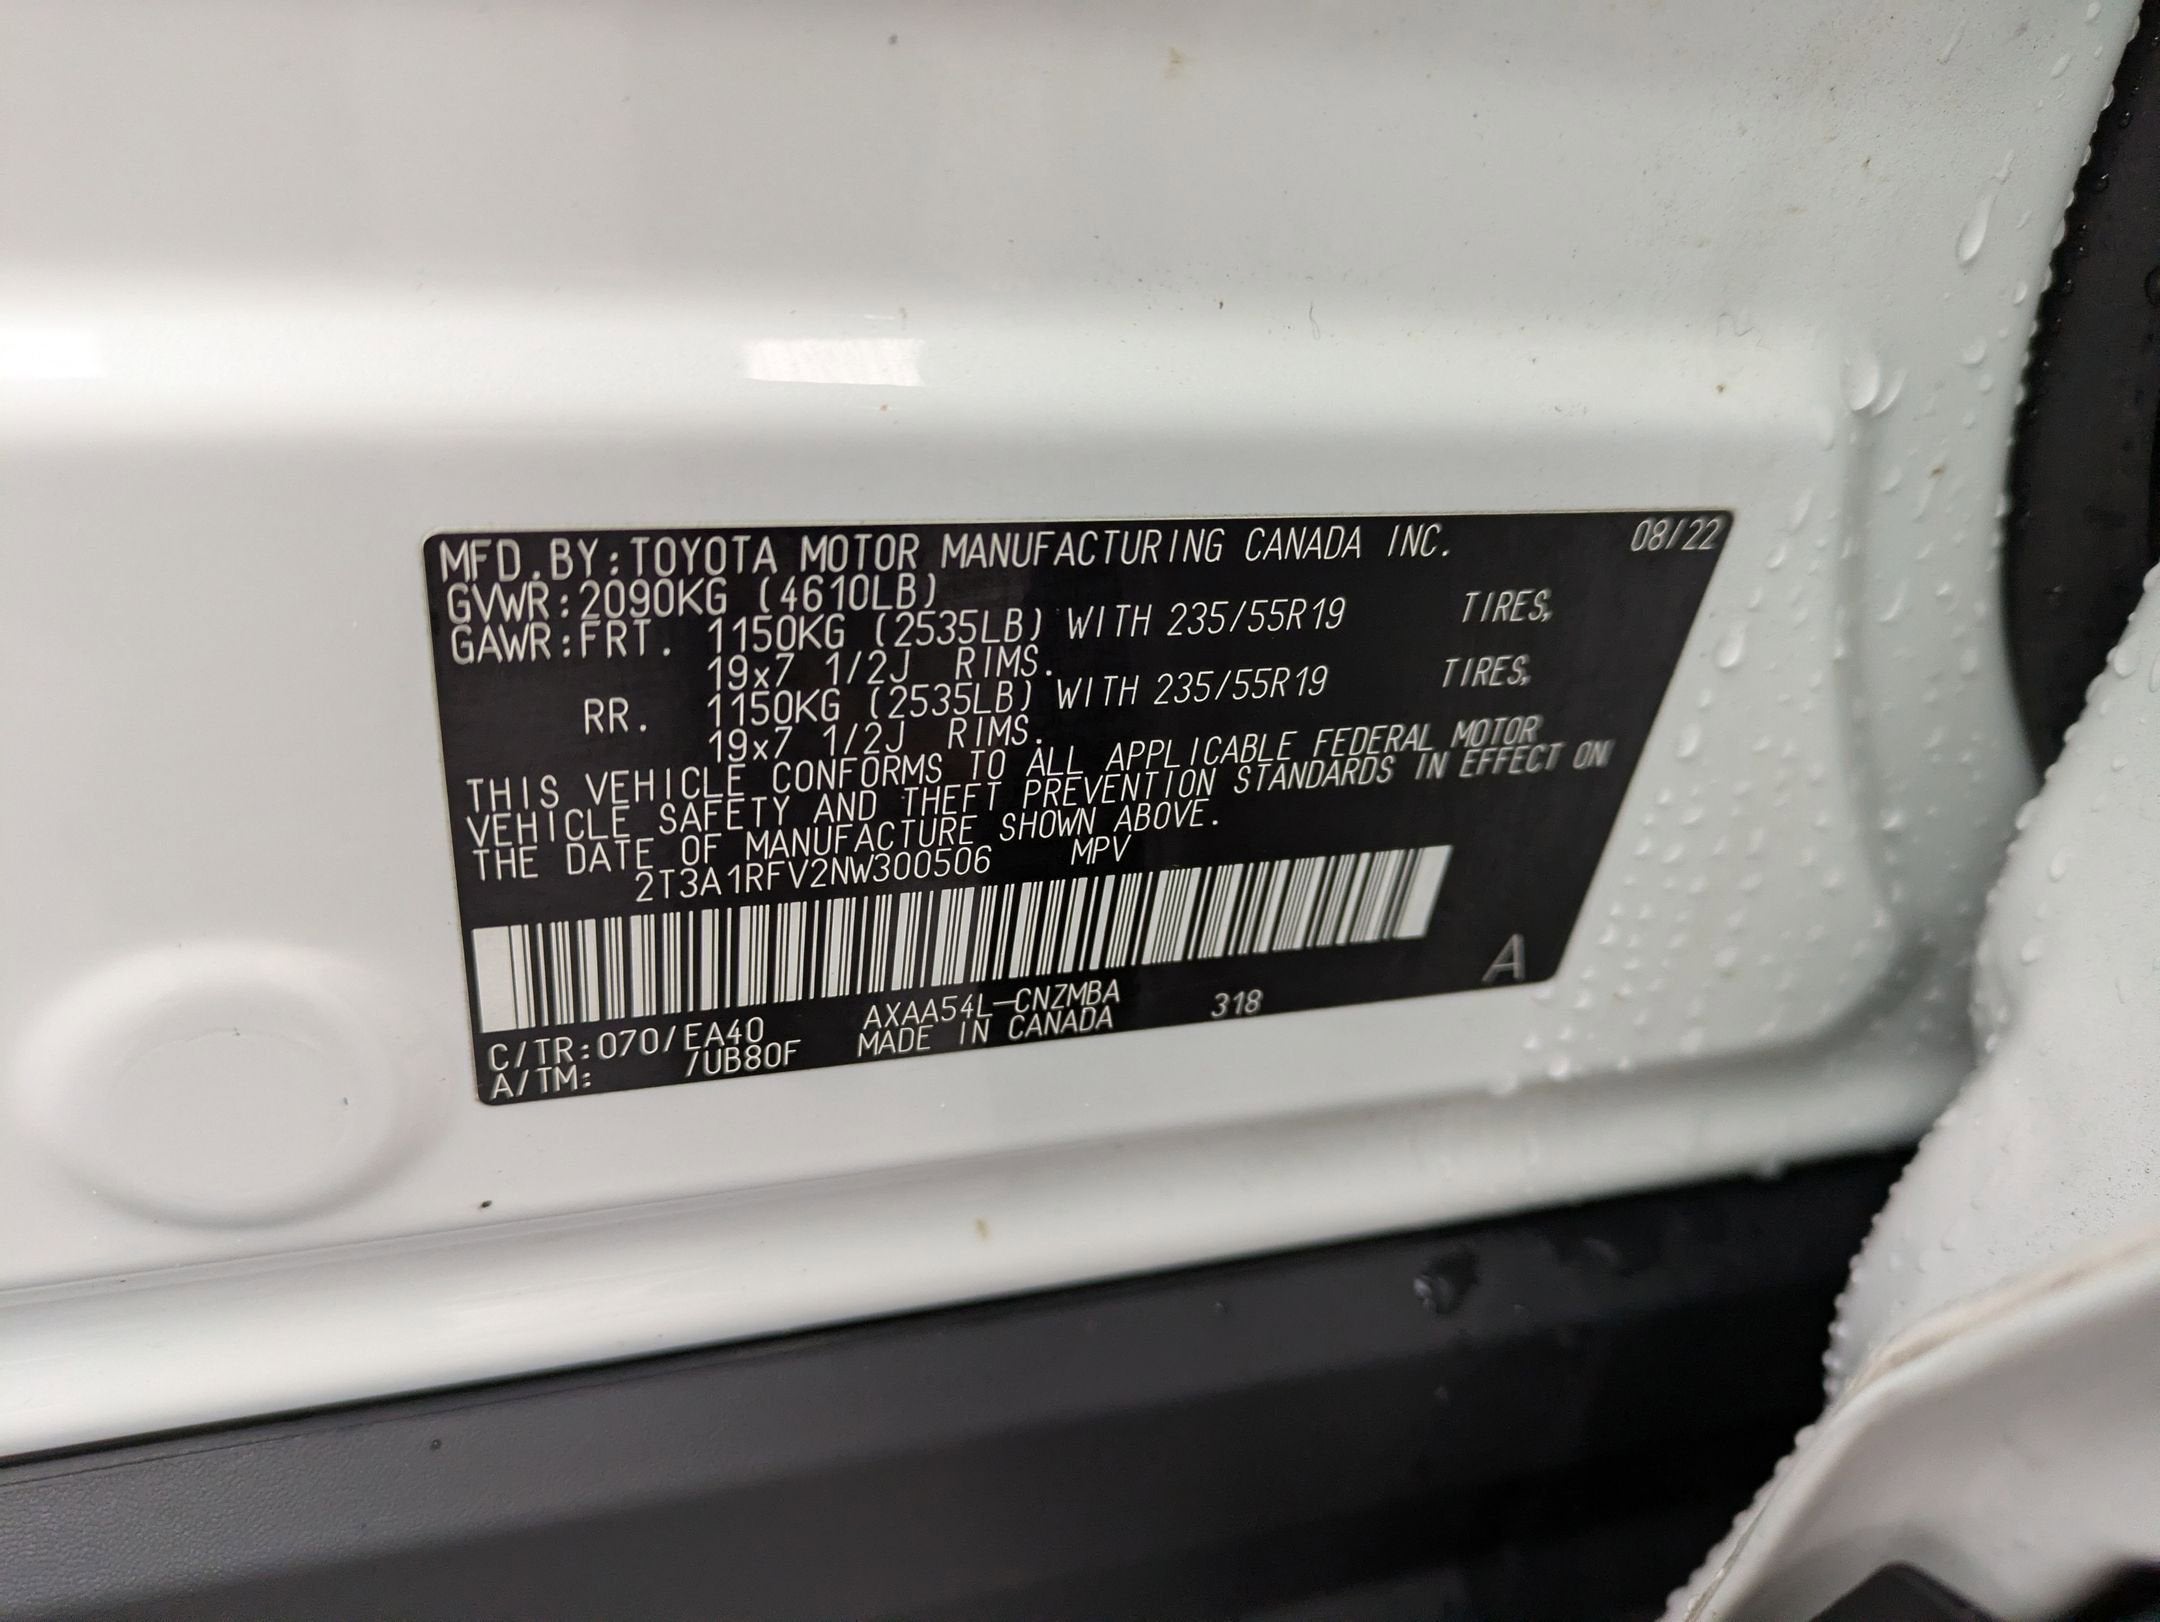 MFD.BY:TOYOTA MOTOR MANUFACTURING CANADA INC. 08/22
GVWR:2090KG (4610LB)
GAWR:FRT. 1150KG (2535LB) WITH 235/55R19 TIRES,
19x7 1/2J RIMS.
RR. 1150KG (2535LB) WITH 235/55R19 TIRES,
19x7 1/2J RIMS.
THIS VEHICLE CONFORMS TO ALL APPLICABLE FEDERAL MOTOR
VEHICLE SAFETY AND THEFT PREVENTION STANDARDS IN EFFECT ON
THE DATE OF MANUFACTURE SHOWN ABOVE.
2T3A1RFV2NW300506 MPV
A
C/TR:070/EA40 AXAA54L-CNZMBA 318
A/TM: /UB80F MADE IN CANADA